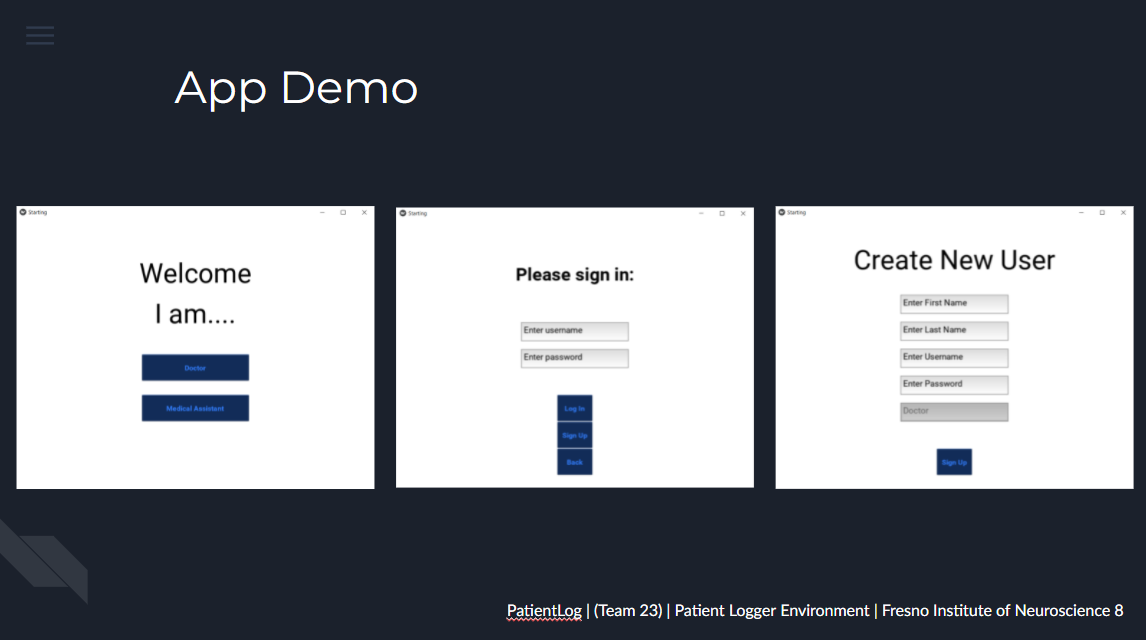 App Demo
Starting
Welcome
I am....
Doctor
Medical Assistant
Starting
Please sign in:
Enter username
Enter password
Log In
Sign Up
Back
Starting
Create New User
Enter First Name
Enter Last Name
Enter Username
Enter Password
Doctor
Sign Up
PatientLog | (Team 23) | Patient Logger Environment | Fresno Institute of Neuroscience 8